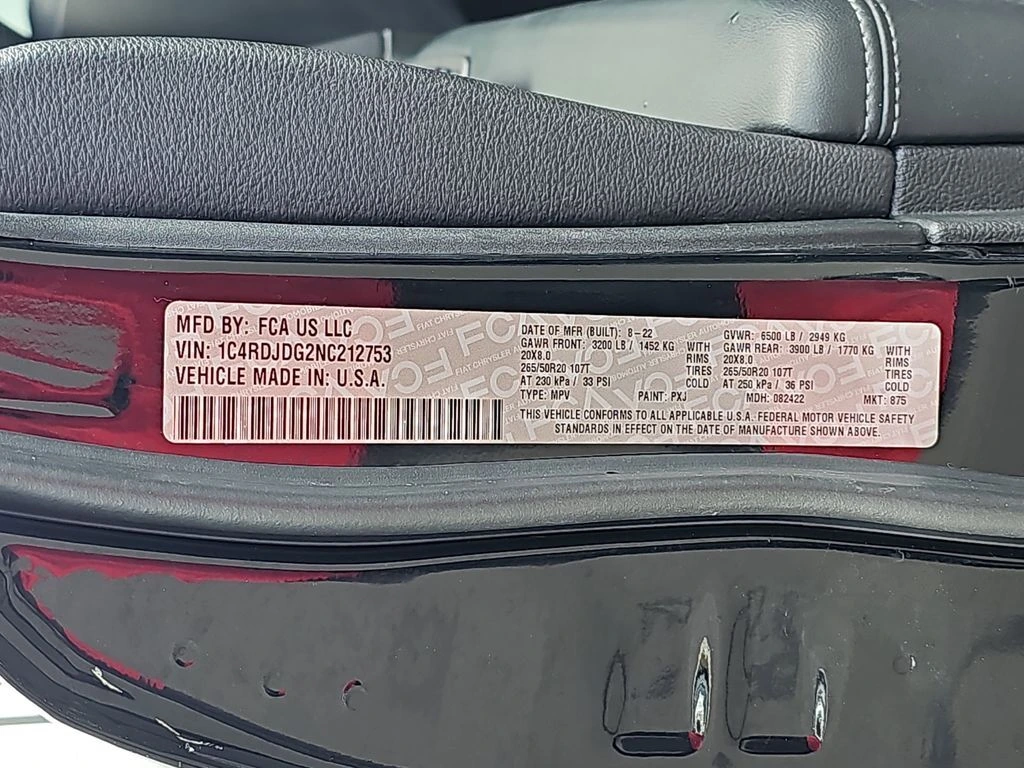 MFD BY: FCA US LLC
VIN: 1C4RDJDG2NC212753
VEHICLE MADE IN: U.S.A.
DATE OF MFR (BUILT): 8-22 GVWR: 6500 LB / 2949 KG
GAWR FRONT: 3200 LB / 1452 KG WITH GAWR REAR: 3900 LB / 1770 KG WITH
20X8.0 RIMS 20X8.0 RIMES
265/50R20 107T TIRES 265/50R20 107T TIRES
AT 230 kPa / 33 PSI COLD AT 250 kPa / 36 PSI COLD
TYPE: MPV PAINT: PXJ MDH: 082422 MKT: 875
THIS VEHICLE CONFORMS TO ALL APPLICABLE U.S.A. FEDERAL MOTOR VEHICLE SAFETY
STANDARDS IN EFFECT ON THE DATE OF MANUFACTURE SHOWN ABOVE.